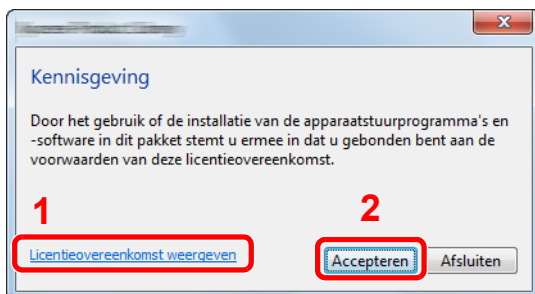 Kennisgeving
Door het gebruik of de installatie van de apparaatstuurprogramma's en
-software in dit pakket stemt u ermee in dat u gebonden bent aan de
voorwaarden van deze licentieovereenkomst.
1
2
Licentieovereenkomst weergeven
Accepteren
Afsluiten